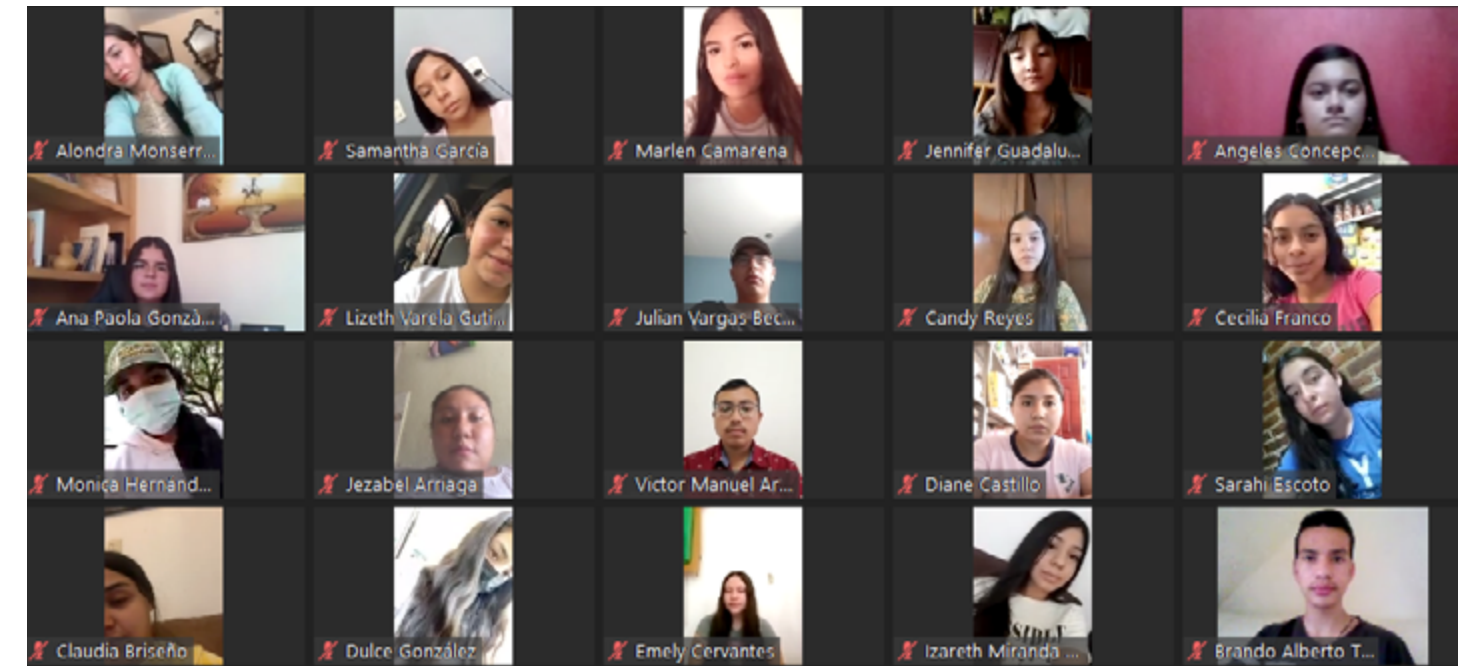 Alondra Monserr...
Samantha García
Marlen Camarena
Jennifer Guadalu...
Angeles Concepc...
Ana Paola Gonzà...
Lizeth Varela Guti...
Julian Vargas Bec...
Candy Reyes
Cecilia Franco
Monica Hernand...
Jezabel Arriaga
Victor Manuel Ar...
Diane Castillo
Sarahi Escoto
Claudia Briseño
Dulce González
Emely Cervantes
Izareth Miranda ...
Brando Alberto T...